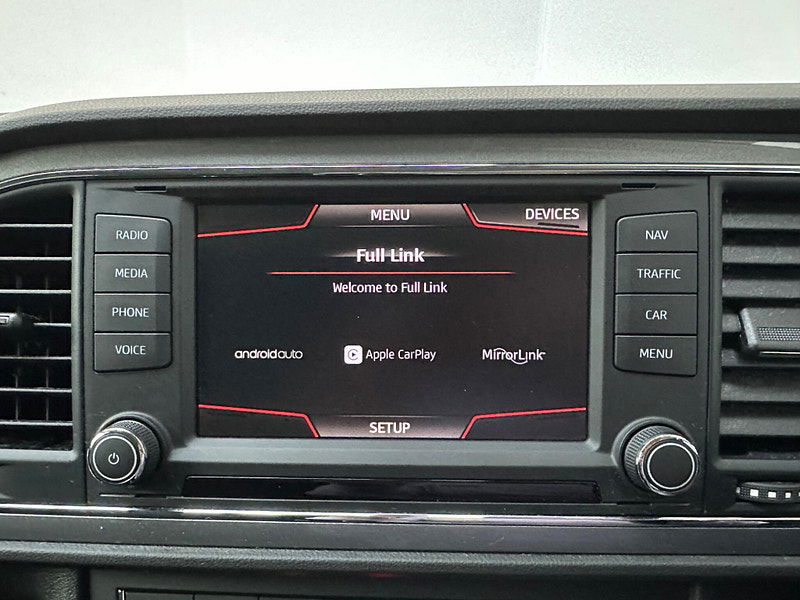 RADIO
MEDIA
PHONE
VOICE
MENU
DEVICES
Full Link
Welcome to Full Link
androidauto
Apple CarPlay
MirrorLink
SETUP
NAV
TRAFFIC
CAR
MENU